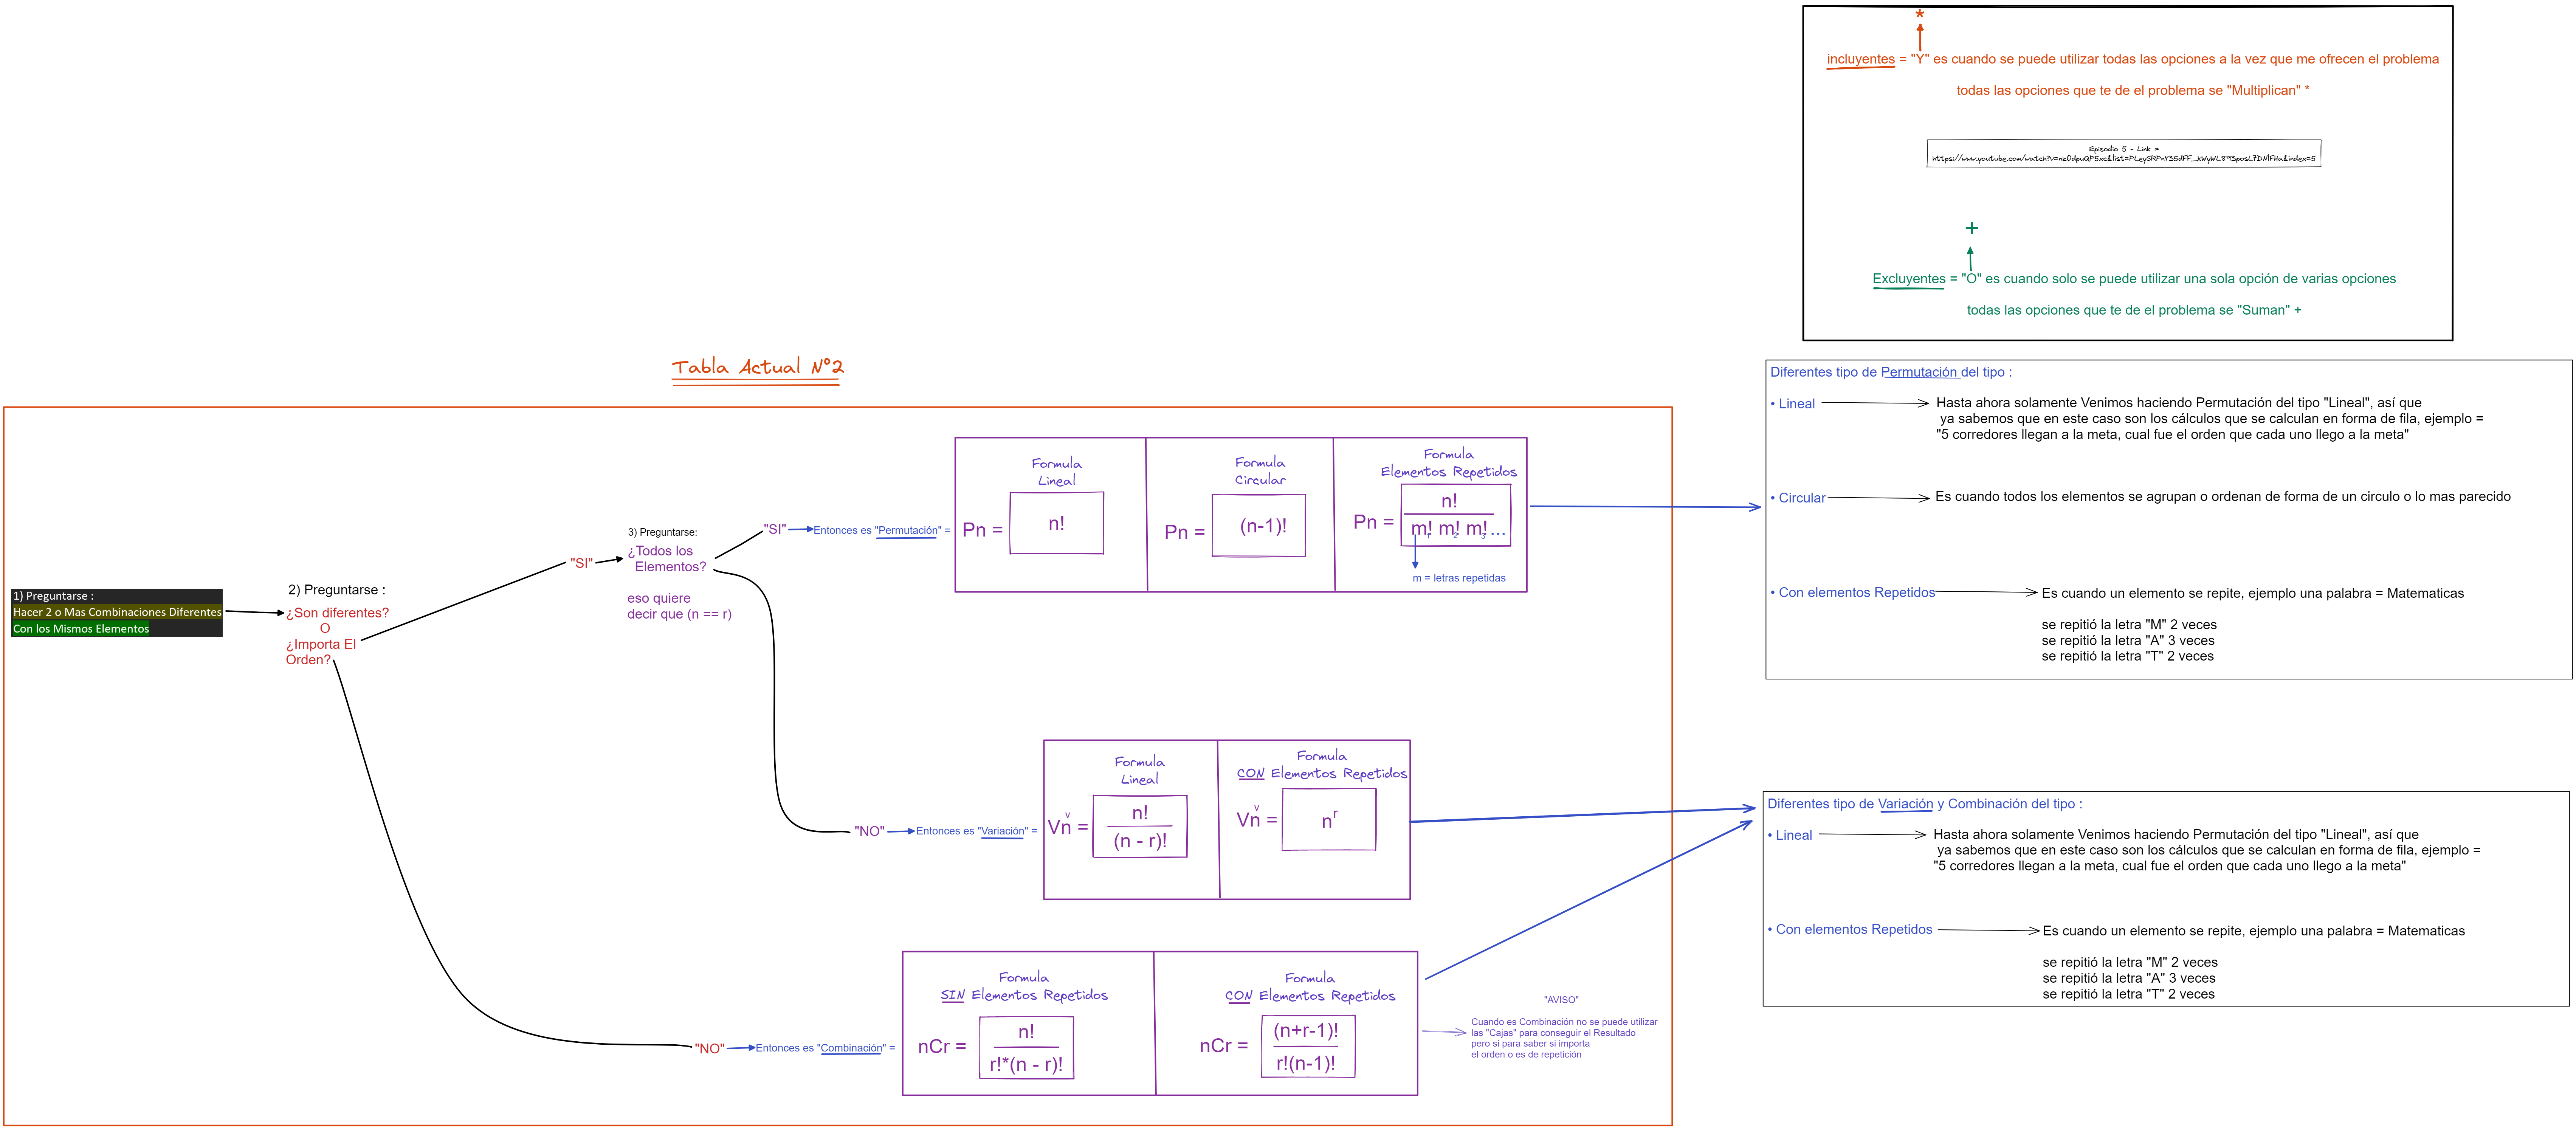 *
incluyentes = "Y" es cuando se puede utilizar todas las opciones a la vez que me ofrecen el problema
todas las opciones que te de el problema se "Multiplican" *
Episodio 5 - Link »
+
Excluyentes = "O" es cuando solo se puede utilizar una sola opción de varias opciones
todas las opciones que te de el problema se "Suman" +
Tabla Actual N°2
1) Preguntarse :
Hacer 2 o Mas Combinaciones Diferentes
Con los Mismos Elementos
2) Preguntarse :
¿Son diferentes?
O
¿Importa El
Orden?
"SI"
3) Preguntarse:
¿Todos los
Elementos?
eso quiere
decir que (n == r)
"SI"
Entonces es "Permutación" =
Formula
Lineal
Pn =
n!
Formula
Circular
Pn =
(n-1)!
Formula
Elementos Repetidos
Pn =
n!
m! m! m! ...
1 2 3
m = letras repetidas
"NO"
Entonces es "Variación" =
Formula
Lineal
v
Vn =
n!
(n - r)!
Formula
CON Elementos Repetidos
v
Vn =
n^r
"NO"
Entonces es "Combinación" =
Formula
SIN Elementos Repetidos
nCr =
n!
r!*(n - r)!
Formula
CON Elementos Repetidos
nCr =
(n+r-1)!
r!(n-1)!
"AVISO"
Cuando es Combinación no se puede utilizar
las "Cajas" para conseguir el Resultado
pero si para saber si importa
el orden o es de repetición
Diferentes tipo de Permutación del tipo :
• Lineal
Hasta ahora solamente Venimos haciendo Permutación del tipo "Lineal", así que
ya sabemos que en este caso son los cálculos que se calculan en forma de fila, ejemplo =
"5 corredores llegan a la meta, cual fue el orden que cada uno llego a la meta"
• Circular
Es cuando todos los elementos se agrupan o ordenan de forma de un circulo o lo mas parecido
• Con elementos Repetidos
Es cuando un elemento se repite, ejemplo una palabra = Matematicas
se repitió la letra "M" 2 veces
se repitió la letra "A" 3 veces
se repitió la letra "T" 2 veces
Diferentes tipo de Variación y Combinación del tipo :
• Lineal
Hasta ahora solamente Venimos haciendo Permutación del tipo "Lineal", así que
ya sabemos que en este caso son los cálculos que se calculan en forma de fila, ejemplo =
"5 corredores llegan a la meta, cual fue el orden que cada uno llego a la meta"
• Con elementos Repetidos
Es cuando un elemento se repite, ejemplo una palabra = Matematicas
se repitió la letra "M" 2 veces
se repitió la letra "A" 3 veces
se repitió la letra "T" 2 veces